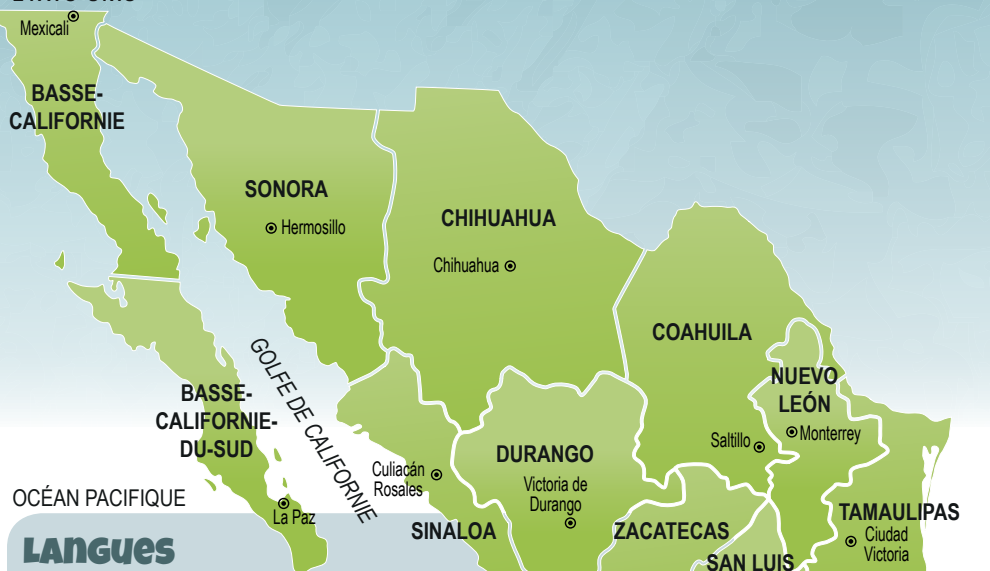 Mexicali
BASSE-
CALIFORNIE
SONORA
Hermosillo
CHIHUAHUA
Chihuahua
COAHUILA
NUEVO
LEÓN
Monterrey
Saltillo
GOLFE DE CALIFORNIE
BASSE-
CALIFORNIE-
DU-SUD
DURANGO
Victoria de
Durango
Culiacán
Rosales
OCÉAN PACIFIQUE
La Paz
SINALOA
ZACATECAS
TAMAULIPAS
Ciudad
Victoria
SAN LUIS
LANGUES